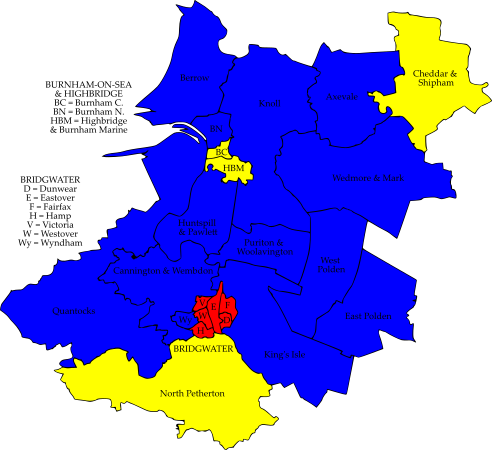 Cheddar &
Shipham
Berrow
Knoll
Axevale
BURNHAM-ON-SEA
& HIGHBRIDGE
BC = Burnham C.
BN = Burnham N.
HBM = Highbridge
& Burnham Marine
BN
BC
HBM
Wedmore & Mark
BRIDGWATER
D = Dunwear
E = Eastover
F = Fairfax
H = Hamp
V = Victoria
W = Westover
Wy = Wyndham
Huntspill
& Pawlett
Puriton &
Woolavington
West
Polden
Cannington & Wembdon
Quantocks
East Polden
V
E
F
W
Wy
D
H
BRIDGWATER
King's Isle
North Petherton